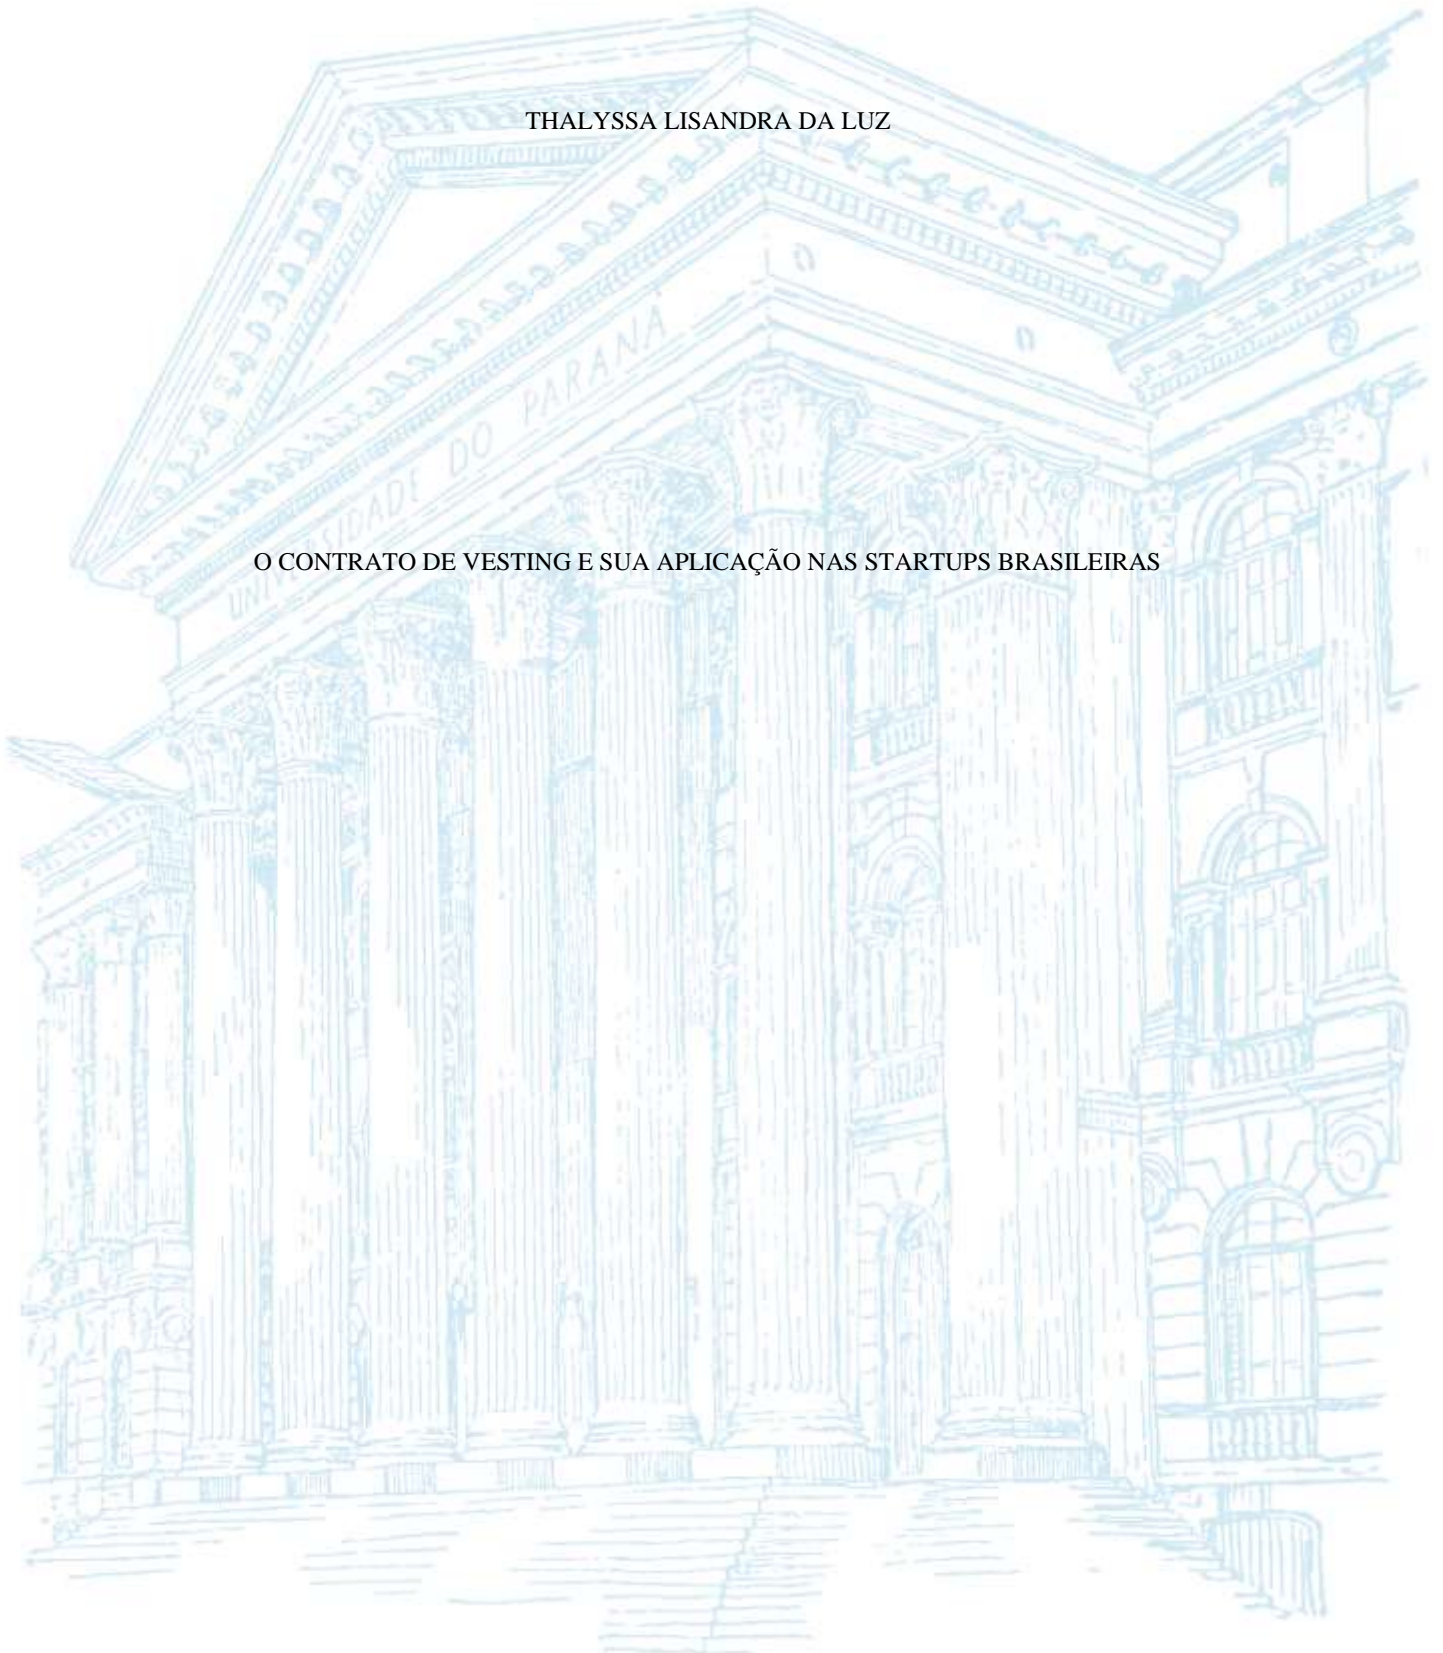 THALYSSA LISANDRA DA LUZ
UNIVERSIDADE DO PARANÁ
O CONTRATO DE VESTING E SUA APLICAÇÃO NAS STARTUPS BRASILEIRAS